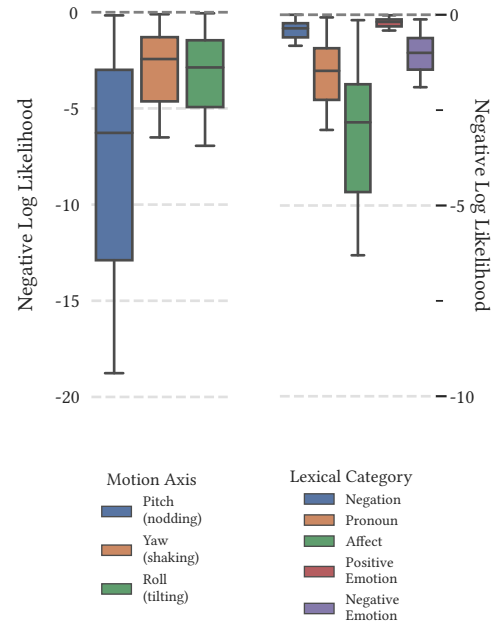 0
-5
-10
-15
-20
Negative Log Likelihood
0
-5
-10
Negative Log Likelihood
Motion Axis
Pitch
(nodding)
Yaw
(shaking)
Roll
(tilting)
Lexical Category
Negation
Pronoun
Affect
Positive
Emotion
Negative
Emotion